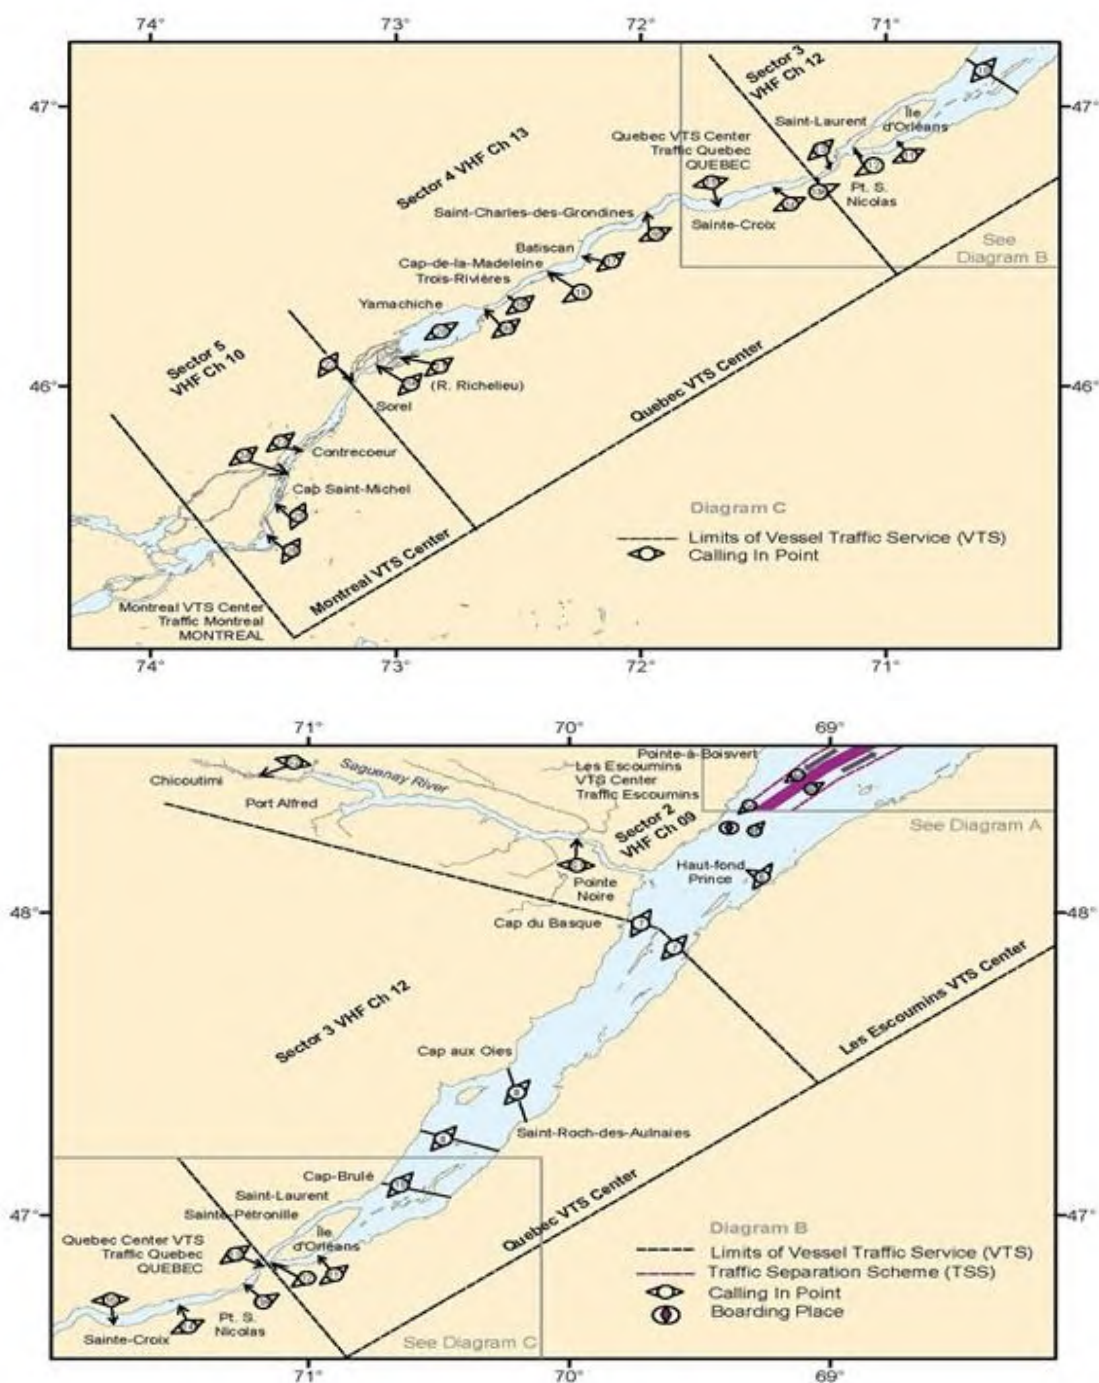 74°
73°
72°
71°
47°
47°
Sector 3
VHF Ch 12
Saint-Laurent
Île
d'Orléans
Quebec VTS Center
Traffic Quebec
QUÉBEC
Sector 4 VHF Ch 13
Pt. S.
Nicolas
Saint-Charles-des-Grondines
Sainte-Croix
Batiscan
See
Diagram B
Cap-de-la-Madeleine
Trois-Rivières
Yamachiche
Sector 5
VHF Ch 10
46°
46°
(R. Richelieu)
Sorel
Quebec VTS Center
Contrecoeur
Cap Saint-Michel
Diagram C
Limits of Vessel Traffic Service (VTS)
Calling In Point
Montreal VTS Center
Montreal VTS Center
Traffic Montreal
MONTREAL
74°
73°
72°
71°
71°
70°
69°
Pointe-à-Boisvert
Chicoutimi
Saguenay River
Les Escoumins
VTS Center
Traffic Escoumins
Port Alfred
Sector 2
VHF Ch 09
See Diagram A
Haut-fond
Prince
Pointe
Noire
48°
48°
Cap du Basque
Les Escoumins VTS Center
Sector 3 VHF Ch 12
Cap aux Oies
Saint-Roch-des-Aulnaies
Cap-Brulé
Saint-Laurent
Sainte-Pétronille
47°
47°
Quebec VTS Center
Île
d'Orléans
Quebec Center VTS
Traffic Quebec
QUEBEC
Diagram B
Limits of Vessel Traffic Service (VTS)
Traffic Separation Scheme (TSS)
Calling In Point
Boarding Place
Pt. S.
Nicolas
Sainte-Croix
See Diagram C
71°
70°
69°